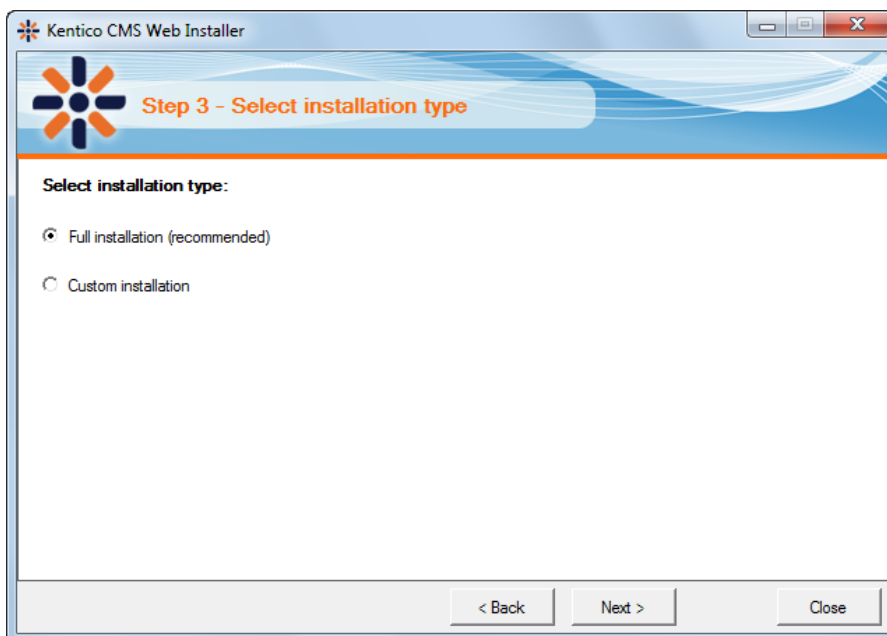 Kentico CMS Web Installer
Step 3 - Select installation type
Select installation type:
Full installation (recommended)
Custom installation
< Back Next > Close